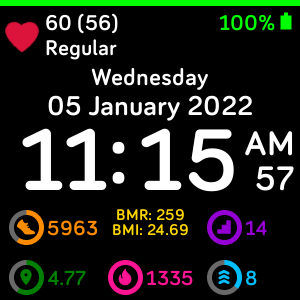 60 (56)
100%
Regular
Wednesday
05 January 2022
11:15 AM
57
5963
BMR: 259
BMI: 24.69
14
4.77
1335
8